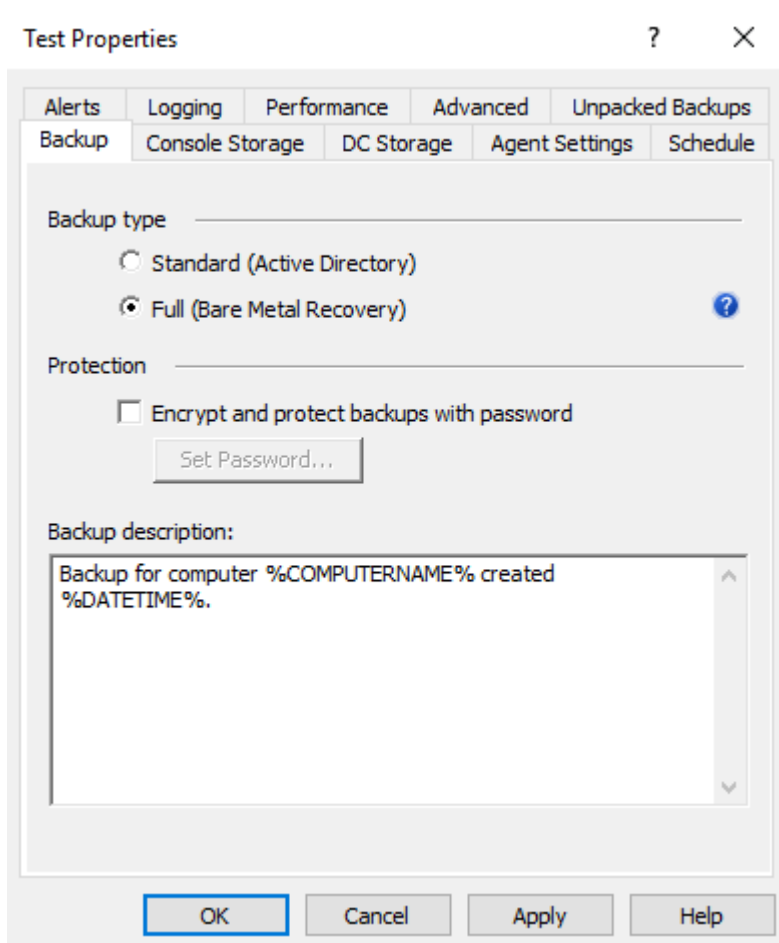 Test Properties ? ×
Alerts Logging Performance Advanced Unpacked Backups
Backup Console Storage DC Storage Agent Settings Schedule
Backup type
Standard (Active Directory)
Full (Bare Metal Recovery) ?
Protection
Encrypt and protect backups with password
Set Password...
Backup description:
Backup for computer %COMPUTERNAME% created
%DATETIME%.
OK Cancel Apply Help